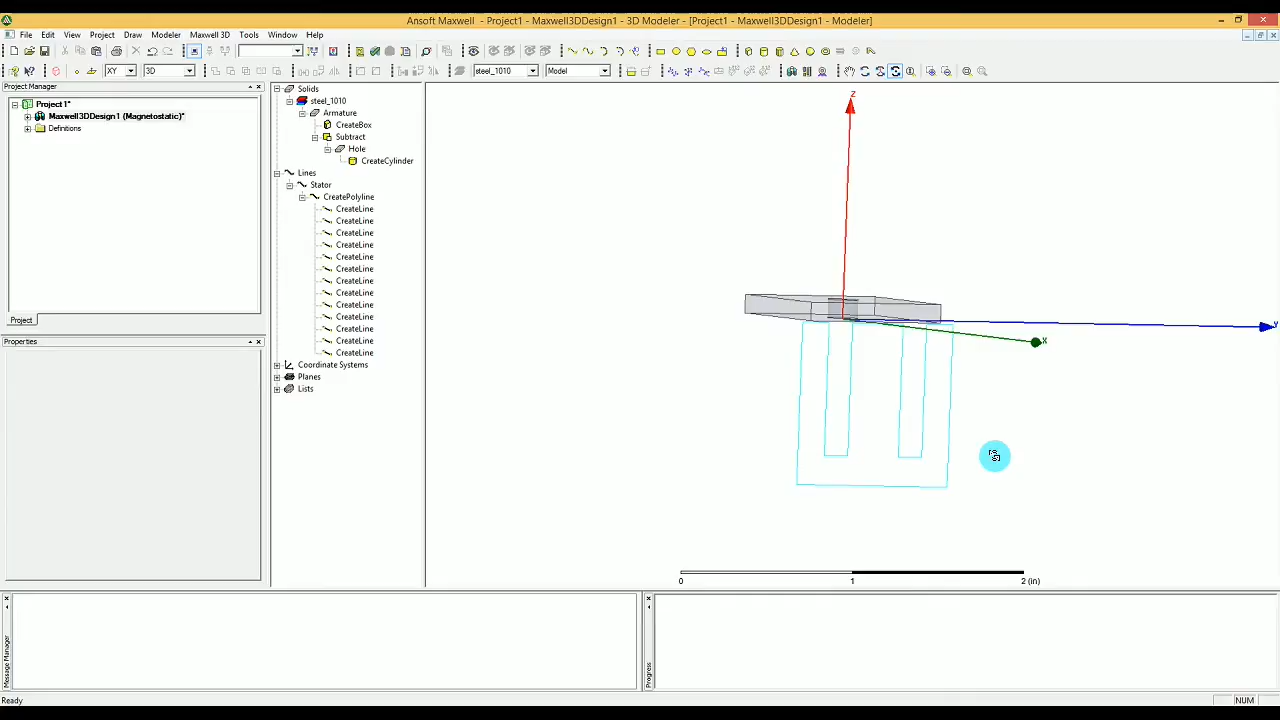 Ansoft Maxwell - Project1 - Maxwell3DDesign1 - 3D Modeler - [Project1 - Maxwell3DDesign1 - Modeler]
File Edit View Project Draw Modeler Maxwell 3D Tools Window Help
XY 3D steel_1010 Model
Project Manager
Project1*
Maxwell3DDesign1 (Magnetostatic)*
Definitions
Project
Properties
Solids
steel_1010
Armature
CreateBox
Subtract
Hole
CreateCylinder
Lines
Stator
CreatePolyline
CreateLine
CreateLine
CreateLine
CreateLine
CreateLine
CreateLine
CreateLine
CreateLine
CreateLine
CreateLine
CreateLine
CreateLine
CreateLine
Coordinate Systems
Planes
Lists
Z
Y
X
0 1 2 (in)
Message Manager
Progress
Ready
NUM